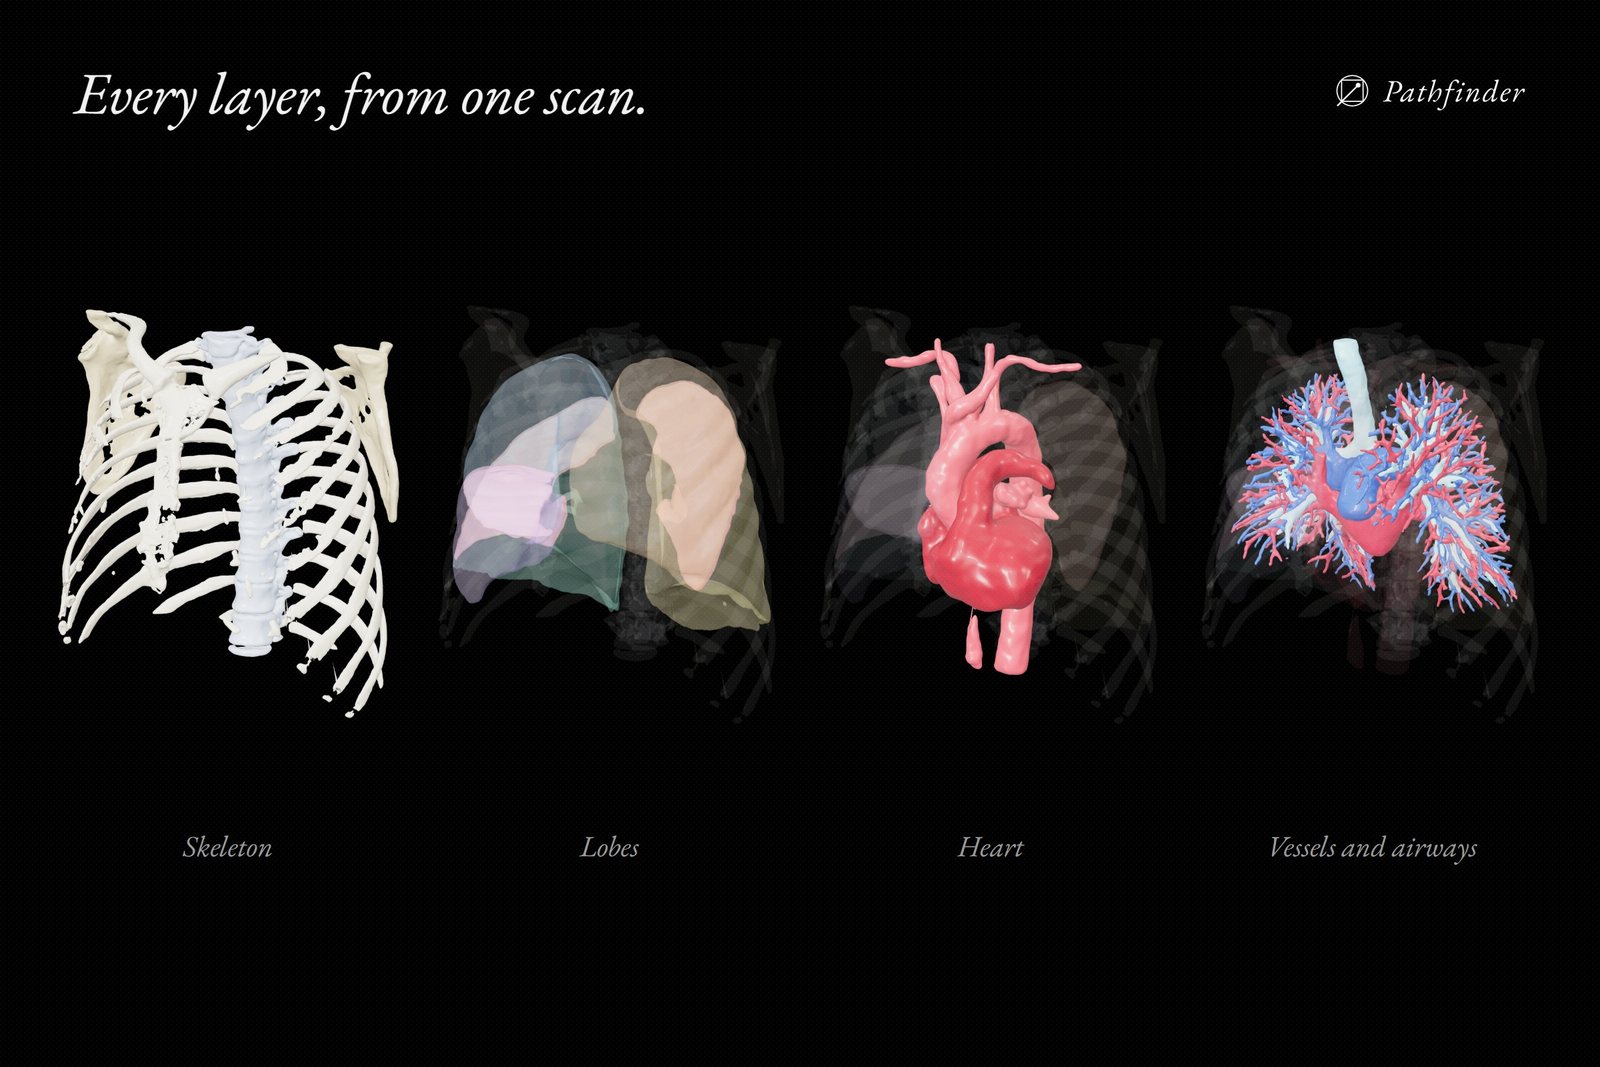 Every layer, from one scan.
Pathfinder
Skeleton
Lobes
Heart
Vessels and airways